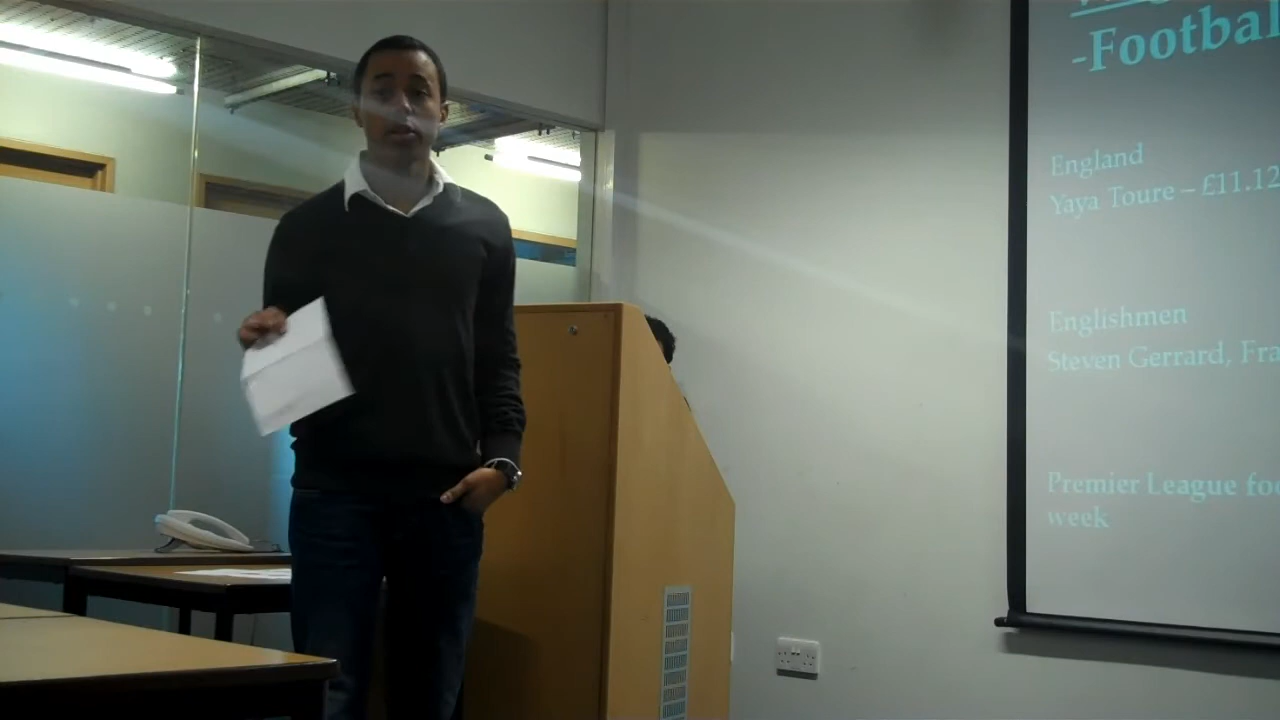 -Footbal
England
Yaya Toure – £11.12
Englishmen
Steven Gerrard, Fra
Premier League foo
week